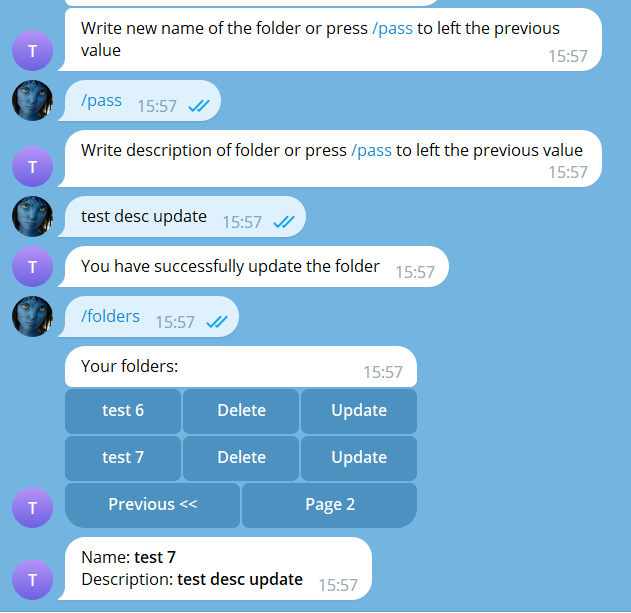 Write new name of the folder or press /pass to left the previous
value
15:57
T
/pass 15:57
Write description of folder or press /pass to left the previous value
15:57
T
test desc update 15:57
You have successfully update the folder 15:57
T
/folders 15:57
Your folders: 15:57
test 6 Delete Update
test 7 Delete Update
Previous << Page 2
T
Name: test 7
Description: test desc update 15:57
T